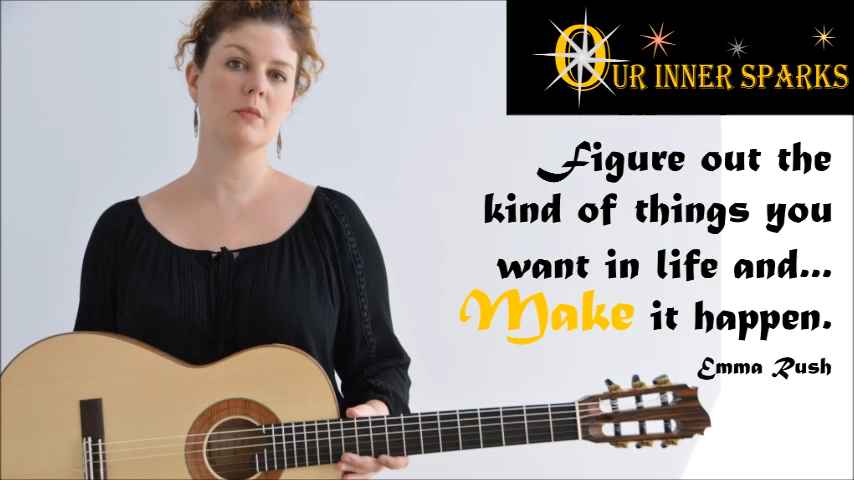 OUR INNER SPARKS
Figure out the
kind of things you
want in life and...
Make it happen.
Emma Rush